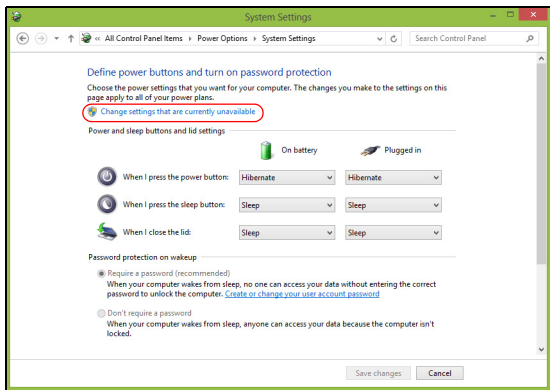 System Settings
« All Control Panel Items ▸ Power Options ▸ System Settings
Search Control Panel
Define power buttons and turn on password protection
Choose the power settings that you want for your computer. The changes you make to the settings on this
page apply to all of your power plans.
Change settings that are currently unavailable
Power and sleep buttons and lid settings
On battery Plugged in
When I press the power button: Hibernate Hibernate
When I press the sleep button: Sleep Sleep
When I close the lid: Sleep Sleep
Password protection on wakeup
Require a password (recommended)
When your computer wakes from sleep, no one can access your data without entering the correct
password to unlock the computer. Create or change your user account password
Don't require a password
When your computer wakes from sleep, anyone can access your data because the computer isn't
locked.
Save changes Cancel